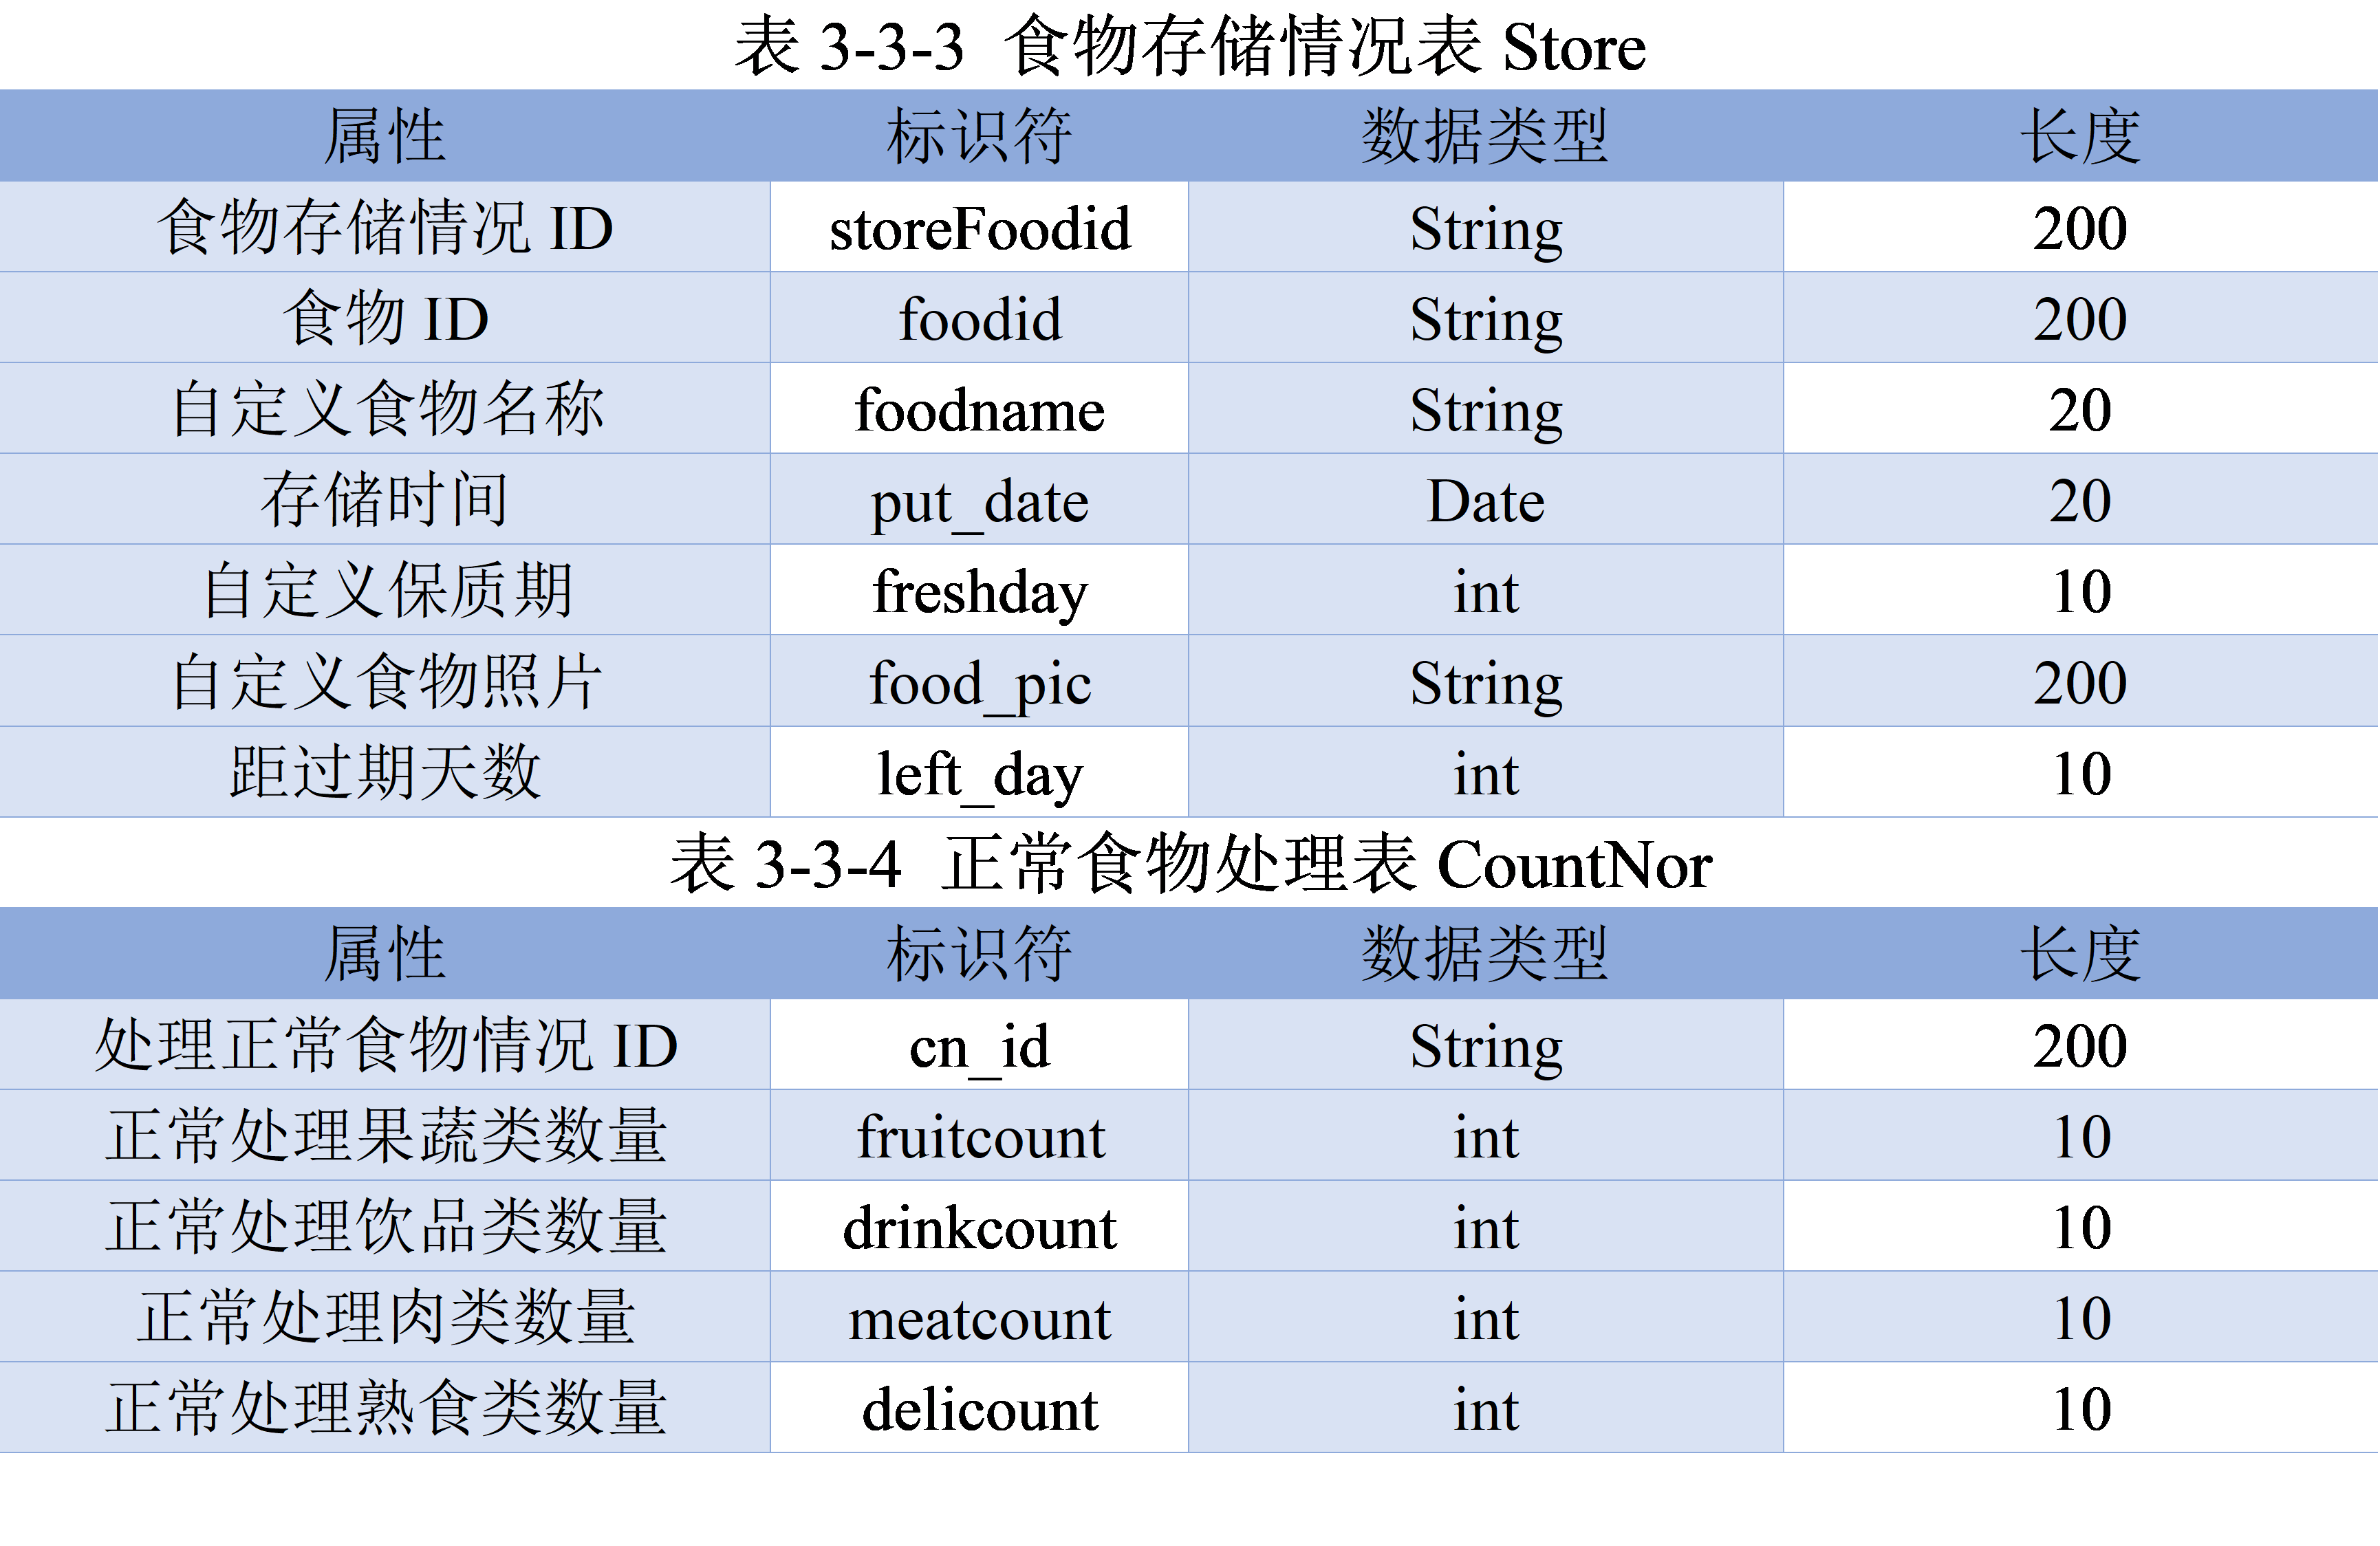 表 3-3-3 食物存储情况表 Store
属性 标识符 数据类型 长度
食物存储情况 ID storeFoodid String 200
食物 ID foodid String 200
自定义食物名称 foodname String 20
存储时间 put_date Date 20
自定义保质期 freshday int 10
自定义食物照片 food_pic String 200
距过期天数 left_day int 10
表 3-3-4 正常食物处理表 CountNor
属性 标识符 数据类型 长度
处理正常食物情况 ID cn_id String 200
正常处理果蔬类数量 fruitcount int 10
正常处理饮品类数量 drinkcount int 10
正常处理肉类数量 meatcount int 10
正常处理熟食类数量 delicount int 10